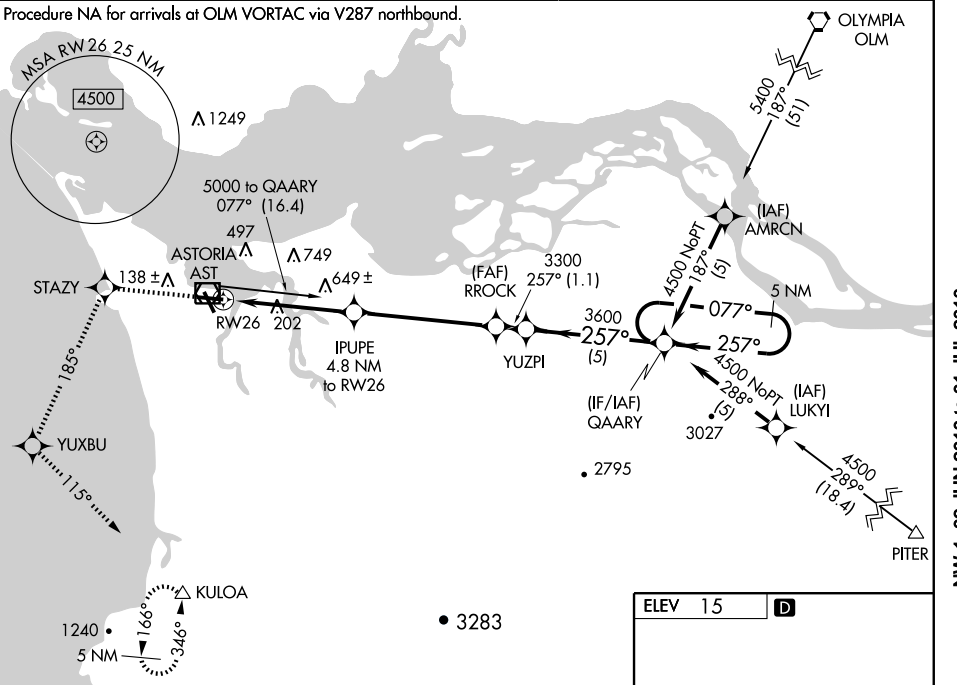 Procedure NA for arrivals at OLM VORTAC via V287 northbound.
MSA RW26 25 NM
4500
1249
OLYMPIA
OLM
5400
187°
(51)
5000 to QAARY
077° (16.4)
497
749
649 ±
ASTORIA
AST
138 ±
STAZY
RW26
202
IPUPE
4.8 NM
to RW26
(FAF)
RROCK
3300
257° (1.1)
YUZPI
3600
257°
(5)
(IAF)
AMRCN
4500 NoPT
187°
(5)
5 NM
077°
257°
(IF/IAF)
QAARY
4500 NoPT
288°
(5)
(IAF)
LUKYI
3027
2795
4500
289°
(18.4)
PITER
185°
YUXBU
115°
KULOA
166°
346°
1240
5 NM
3283
ELEV 15
D